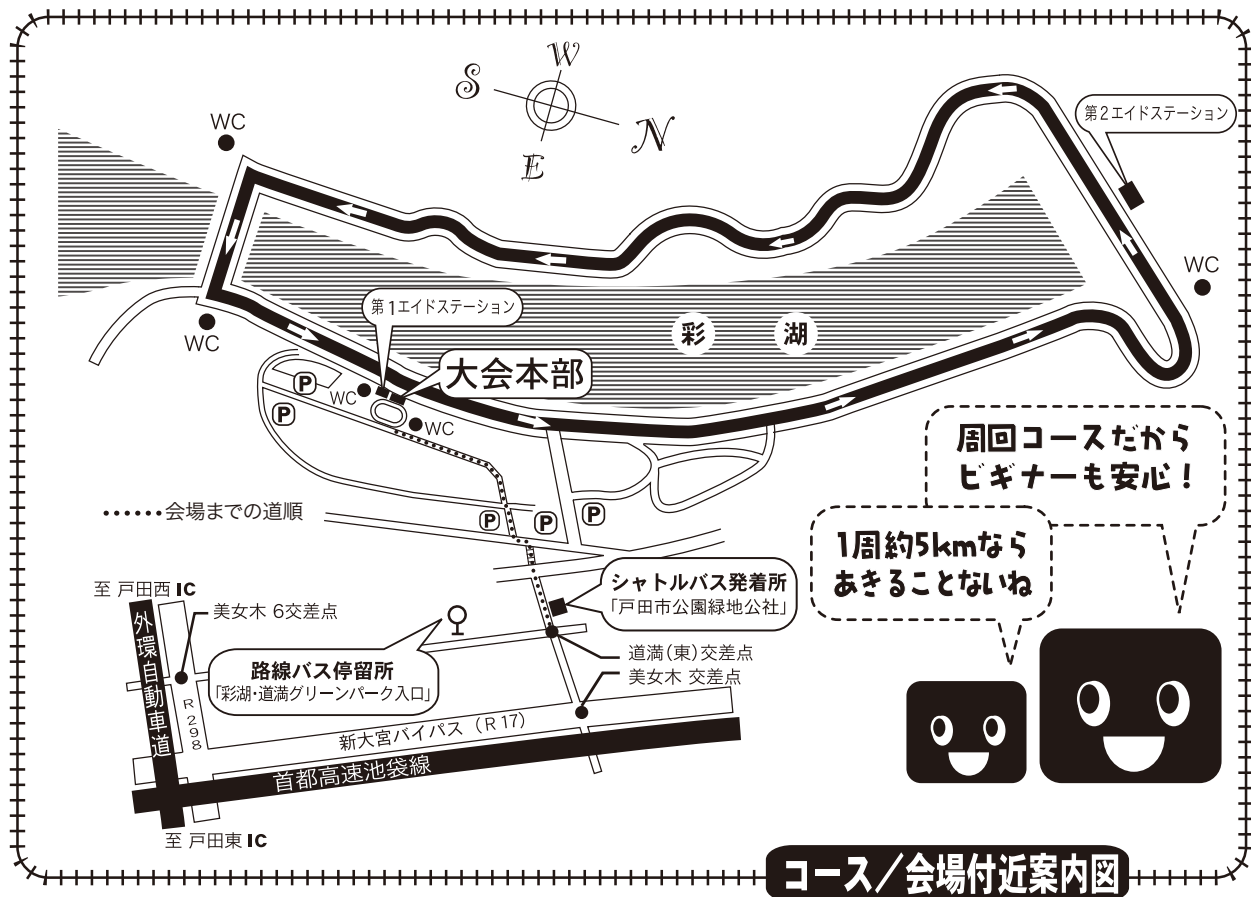 W
S
N
E
WC
第2エイドステーション
WC
第1エイドステーション
WC
彩 湖
大会本部
P
WC
P
WC
周回コースだから
ビギナーも安心!
P
P
P
••••••会場までの道順
1周約5kmなら
あきることないね
シャトルバス発着所
「戸田市公園緑地公社」
至 戸田西 IC
美女木 6交差点
外環自動車道
R298
路線バス停留所
「彩湖・道満グリーンパーク入口」
道満(東)交差点
美女木 交差点
新大宮バイパス(R 17)
首都高速池袋線
至 戸田東 IC
コース/会場付近案内図